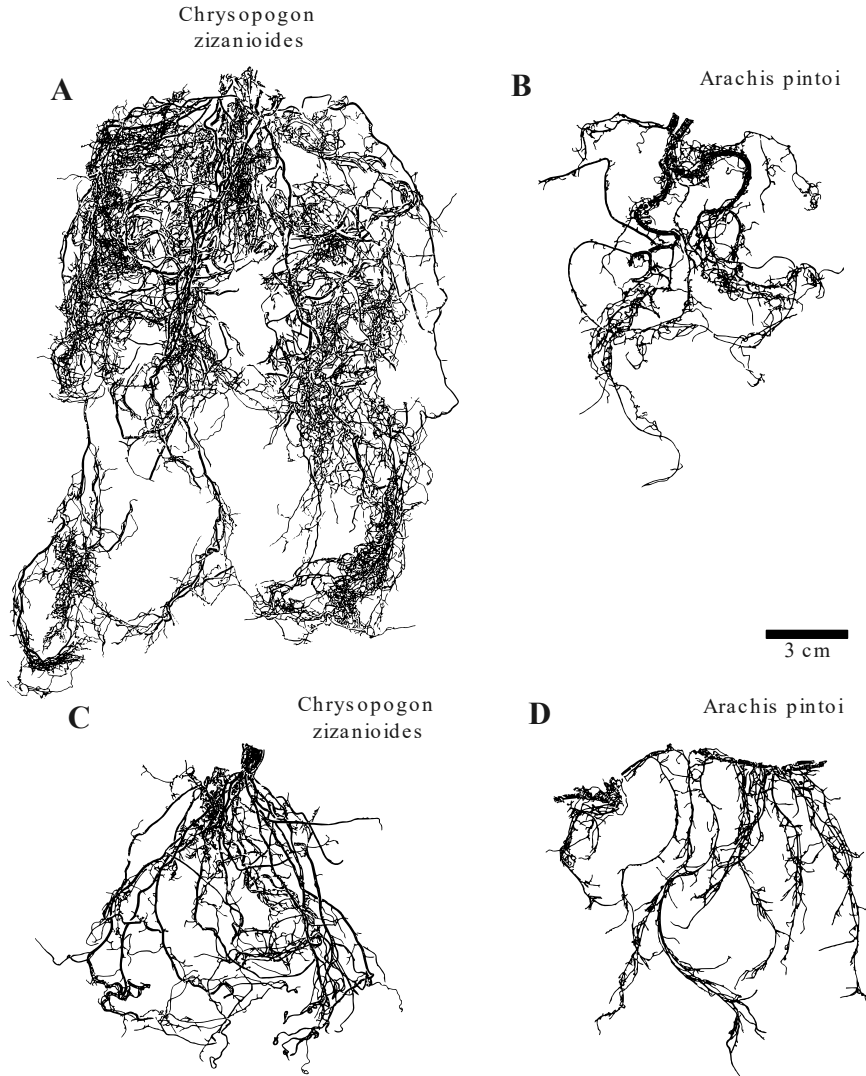 Chrysopogon
zizanioides
A
B
Arachis pintoi
3 cm
C
Chrysopogon
zizanioides
D
Arachis pintoi